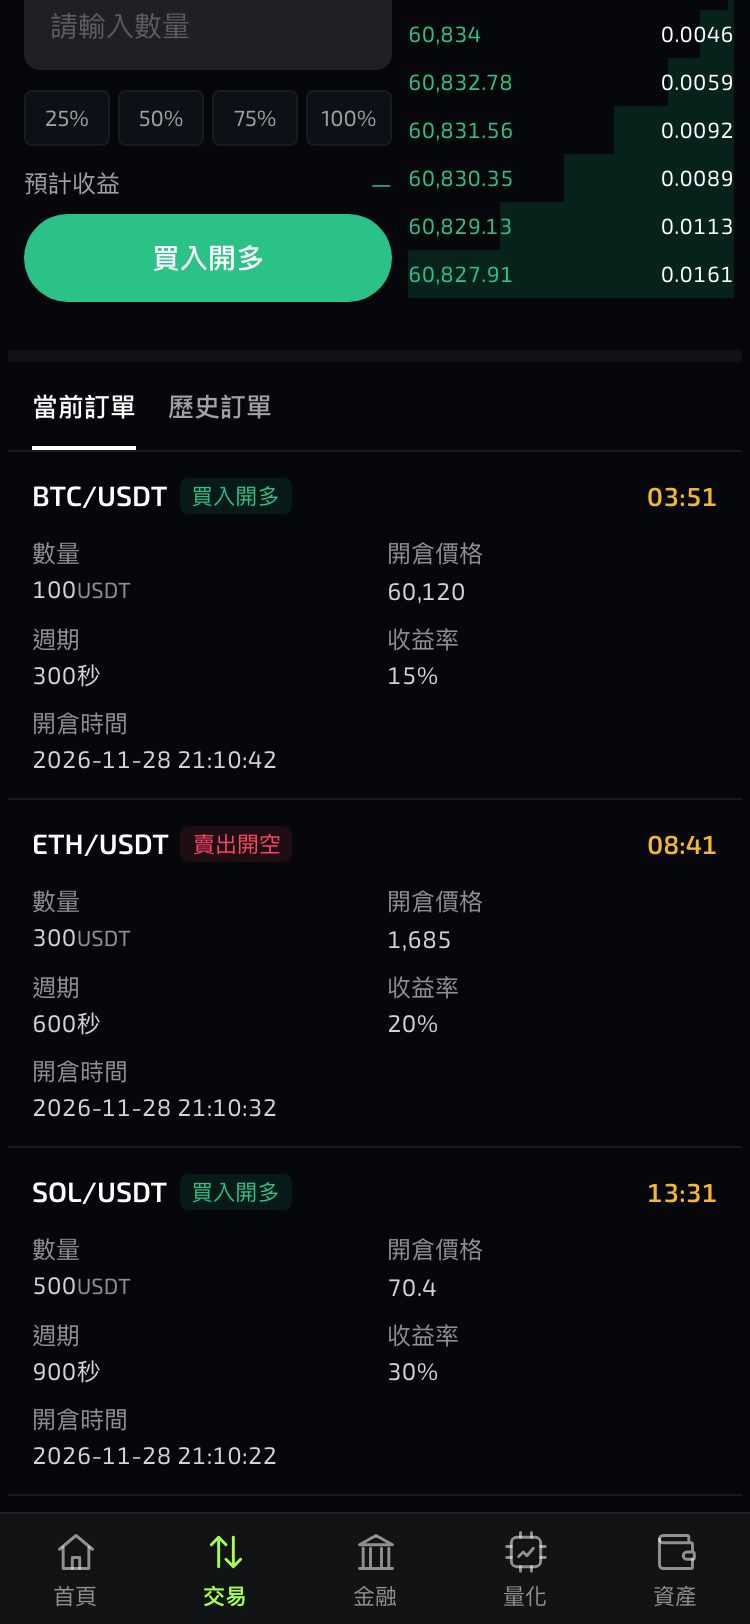 請輸入數量
25% 50% 75% 100%
預計收益 —
買入開多
60,834 0.0046
60,832.78 0.0059
60,831.56 0.0092
60,830.35 0.0089
60,829.13 0.0113
60,827.91 0.0161
當前訂單 歷史訂單
BTC/USDT 買入開多 03:51
數量 開倉價格
100USDT 60,120
週期 收益率
300秒 15%
開倉時間
2026-11-28 21:10:42
ETH/USDT 賣出開空 08:41
數量 開倉價格
300USDT 1,685
週期 收益率
600秒 20%
開倉時間
2026-11-28 21:10:32
SOL/USDT 買入開多 13:31
數量 開倉價格
500USDT 70.4
週期 收益率
900秒 30%
開倉時間
2026-11-28 21:10:22
首頁 交易 金融 量化 資產